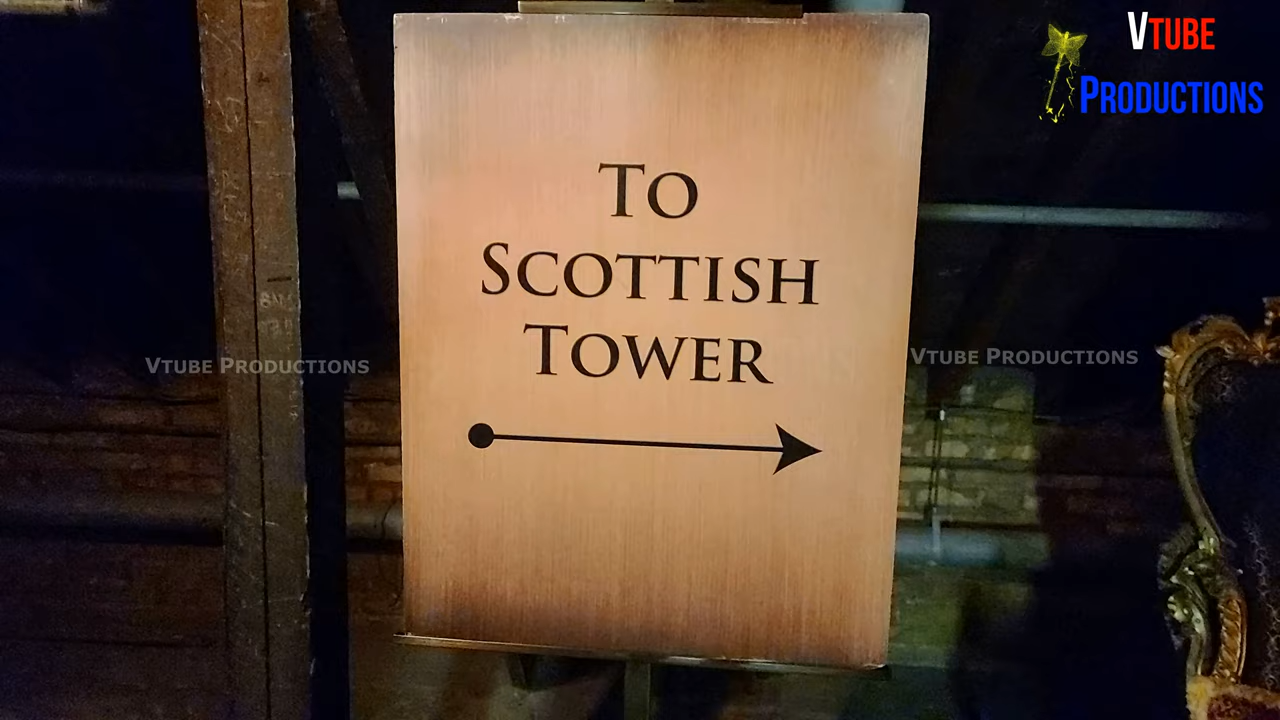 VTUBE
PRODUCTIONS
TO
SCOTTISH
TOWER
VTUBE PRODUCTIONS
VTUBE PRODUCTIONS